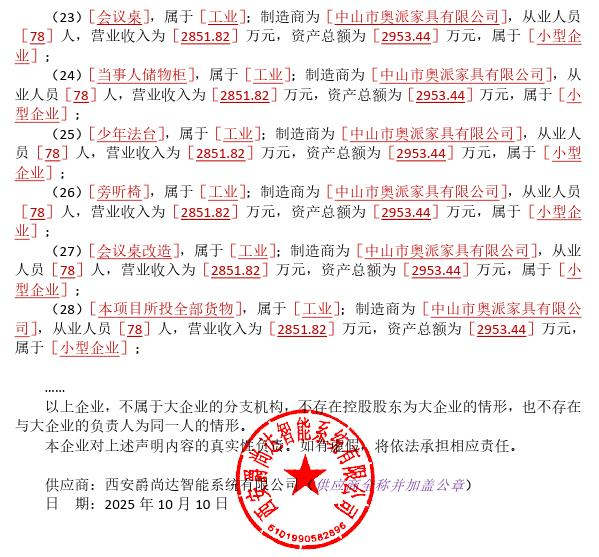 （23）［会议桌］，属于［工业］；制造商为［中山市奥派家具有限公司］，从业人员
［78］人，营业收入为［2851.82］万元，资产总额为［2953.44］万元，属于［小型企
业］；
（24）［当事人储物柜］，属于［工业］；制造商为［中山市奥派家具有限公司］，从
业人员［78］人，营业收入为［2851.82］万元，资产总额为［2953.44］万元，属于［小
型企业］；
（25）［少年法台］，属于［工业］；制造商为［中山市奥派家具有限公司］，从业人
员［78］人，营业收入为［2851.82］万元，资产总额为［2953.44］万元，属于［小型
企业］；
（26）［旁听椅］，属于［工业］；制造商为［中山市奥派家具有限公司］，从业人员
［78］人，营业收入为［2851.82］万元，资产总额为［2953.44］万元，属于［小型企
业］；
（27）［会议桌改造］，属于［工业］；制造商为［中山市奥派家具有限公司］，从业
人员［78］人，营业收入为［2851.82］万元，资产总额为［2953.44］万元，属于［小
型企业］；
（28）［本项目所投全部货物］，属于［工业］；制造商为［中山市奥派家具有限公
司］，从业人员［78］人，营业收入为［2851.82］万元，资产总额为［2953.44］万元，
属于［小型企业］；
……
以上企业，不属于大企业的分支机构，不存在控股股东为大企业的情形，也不存在
与大企业的负责人为同一人的情形。
本企业对上述声明内容的真实性负责。如有虚假，将依法承担相应责任。
供应商：西安爵尚达智能系统有限公司（供应商全称并加盖公章）
日　期：2025 年 10 月 10 日
西安爵尚达智能系统有限公司
6101990582896